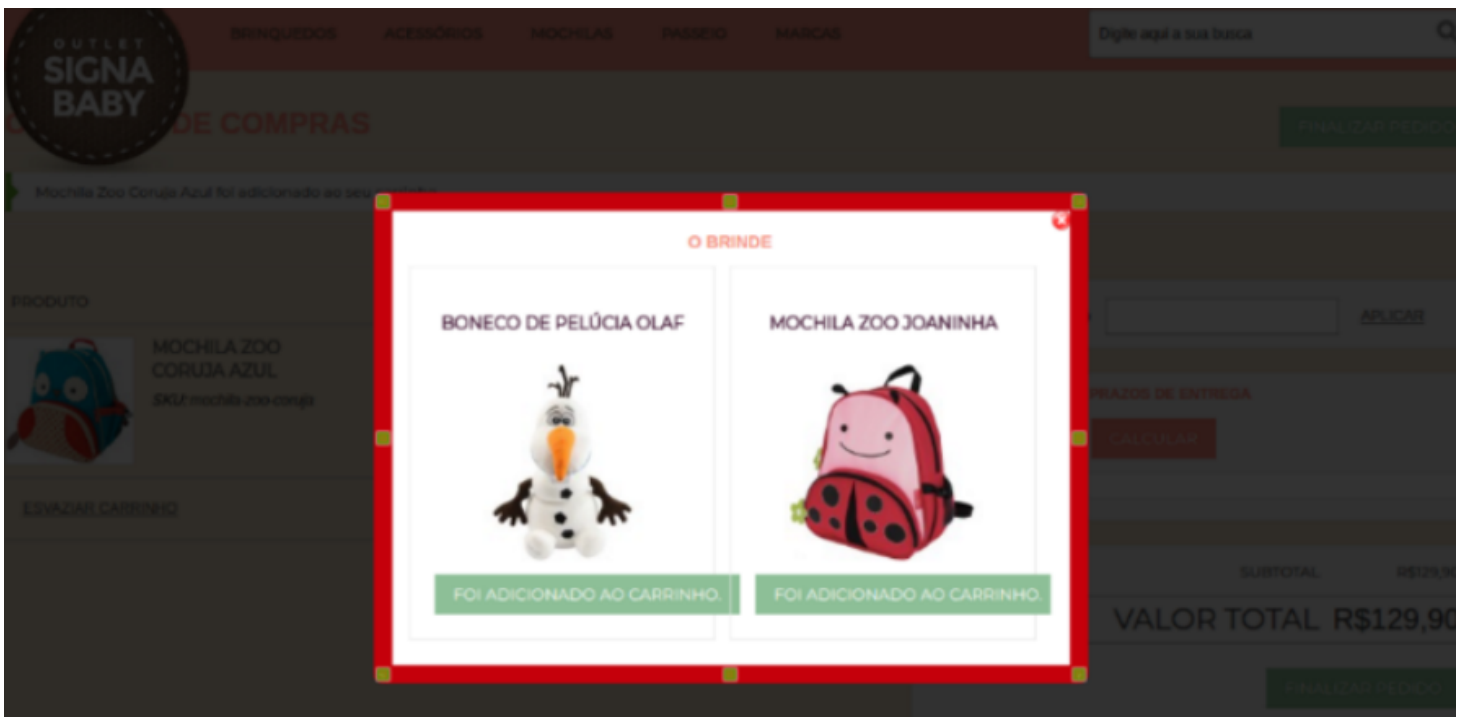 OUTLET
SIGNA
BABY
BRINQUEDOS
ACESSÓRIOS
MOCHILAS
PASSEIO
MARCAS
Digite aqui a sua busca
DE COMPRAS
FINALIZAR PEDIDO
Mochila Zoo Coruja Azul foi adicionado ao seu
O BRINDE
BONECO DE PELÚCIA OLAF
MOCHILA ZOO JOANINHA
FOI ADICIONADO AO CARRINHO.
FOI ADICIONADO AO CARRINHO.
PRODUTO
MOCHILA ZOO
CORUJA AZUL
SKU: mochila-zoo-coruja
ESVAZIAR CARRINHO
APLICAR
PRAZOS DE ENTREGA
CALCULAR
SUBTOTAL R$129,90
VALOR TOTAL R$129,90
FINALIZAR PEDIDO